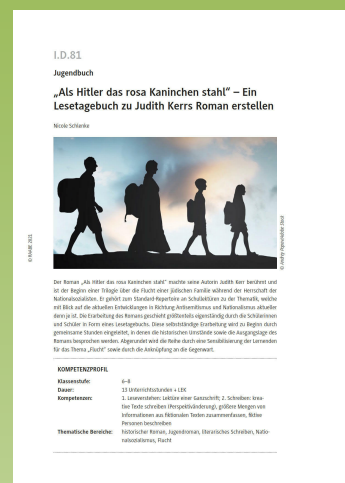 I.D.81
Jugendbuch
„Als Hitler das rosa Kaninchen stahl“ – Ein
Lesetagebuch zu Judith Kerrs Roman erstellen
Nicole Schlenke
© RAABE 2021
Der Roman „Als Hitler das rosa Kaninchen stahl“ machte seine Autorin Judith Kerr berühmt und
ist der Beginn einer Trilogie über die Flucht einer jüdischen Familie während der Herrschaft der
Nationalsozialisten. Er gehört zum Standard-Repertoire an Schullektüren zu der Thematik, welche
mit Blick auf die aktuellen Entwicklungen in Richtung Antisemitismus und Nationalismus aktueller
denn je ist. Die Erarbeitung des Romans geschieht größtenteils eigenständig durch die Schülerinnen
und Schüler in Form eines Lesetagebuchs. Diese selbstständige Erarbeitung wird zu Beginn durch
gemeinsame Stunden eingeleitet, in denen die historischen Umstände sowie die Ausgangslage des
Romans besprochen werden. Abgerundet wird die Reihe durch eine Sensibilisierung der Lernenden
für das Thema „Flucht“ sowie durch die Anknüpfung an die Gegenwart.
KOMPETENZPROFIL
Klassenstufe: 6–8
Dauer: 13 Unterrichtsstunden + LEK
Kompetenzen: 1. Leseverstehen: Lektüre einer Ganzschrift; 2. Schreiben: krea-
tive Texte schreiben (Perspektivänderung), größere Mengen von
Informationen aus fiktionalen Texten zusammenfassen, fiktive
Personen beschreiben
Thematische Bereiche: historischer Roman, Jugendroman, literarisches Schreiben, Natio-
nalsozialismus, Flucht